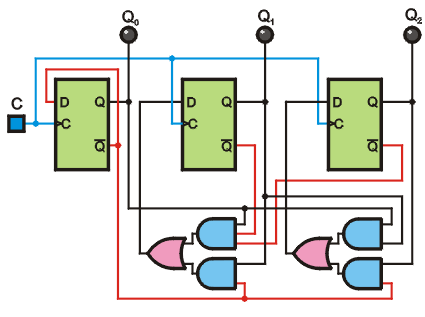 Q0 Q1 Q2
C
D Q D Q D Q
C C C
Q̅ Q̅ Q̅